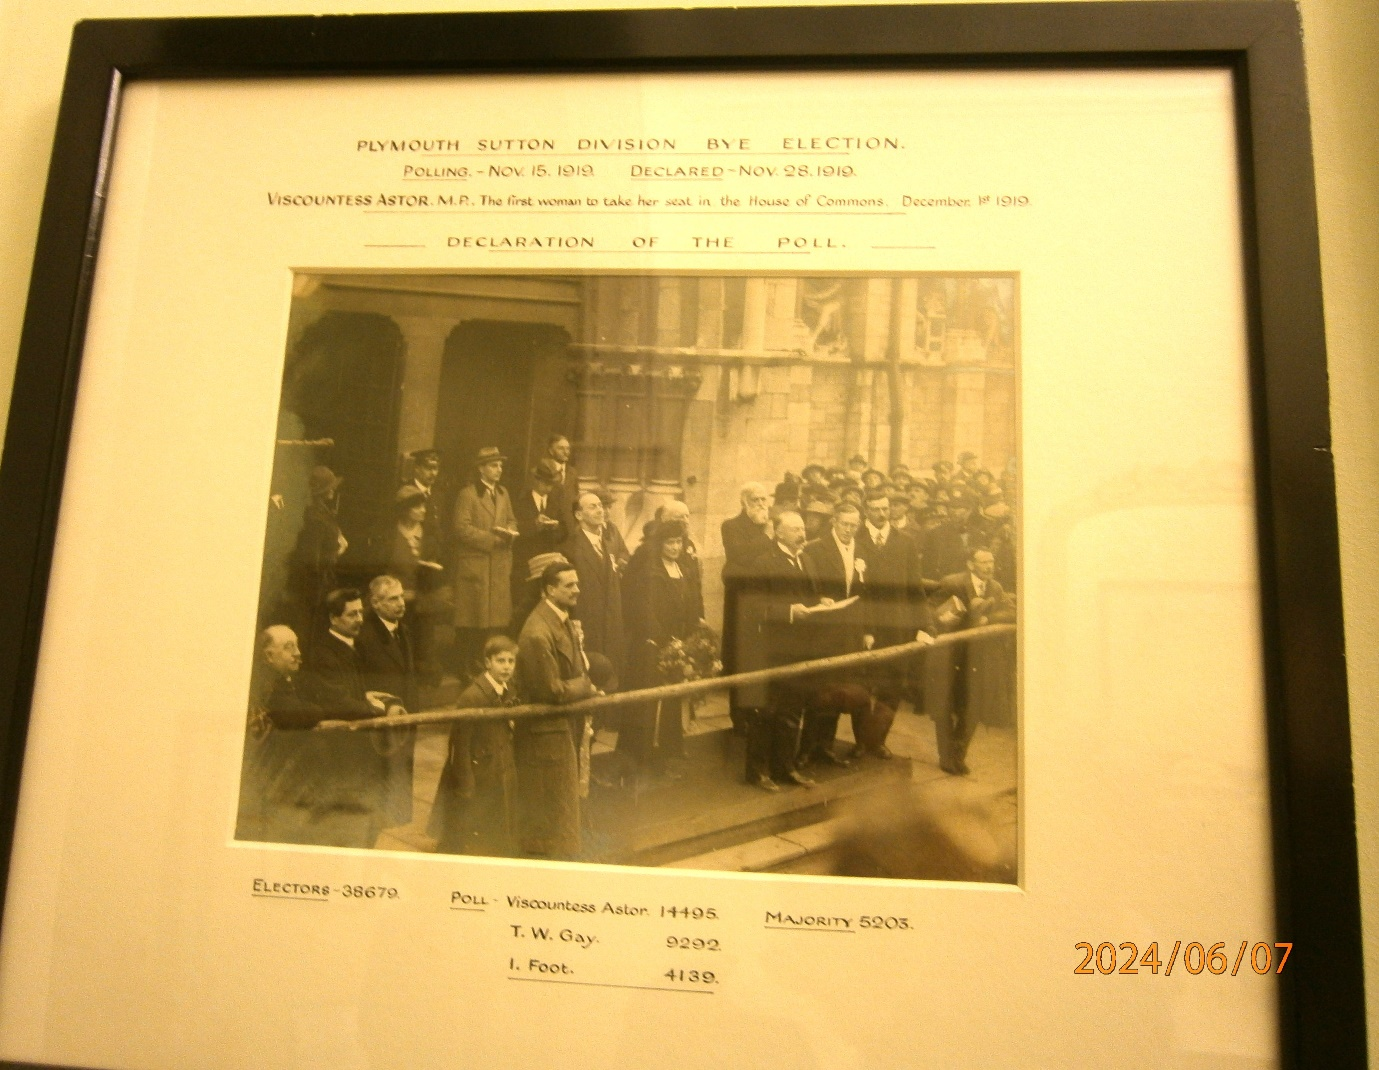 PLYMOUTH SUTTON DIVISION BYE ELECTION.
POLLING. - NOV. 15. 1919. DECLARED - NOV. 28. 1919.
VISCOUNTESS ASTOR. M.P.. The first woman to take her seat in the House of Commons. December. 1st 1919.
DECLARATION OF THE POLL.
ELECTORS - 38679. POLL - Viscountess Astor. 14495. MAJORITY 5203.
T. W. Gay. 9292.
I. Foot. 4139.
2024/06/07